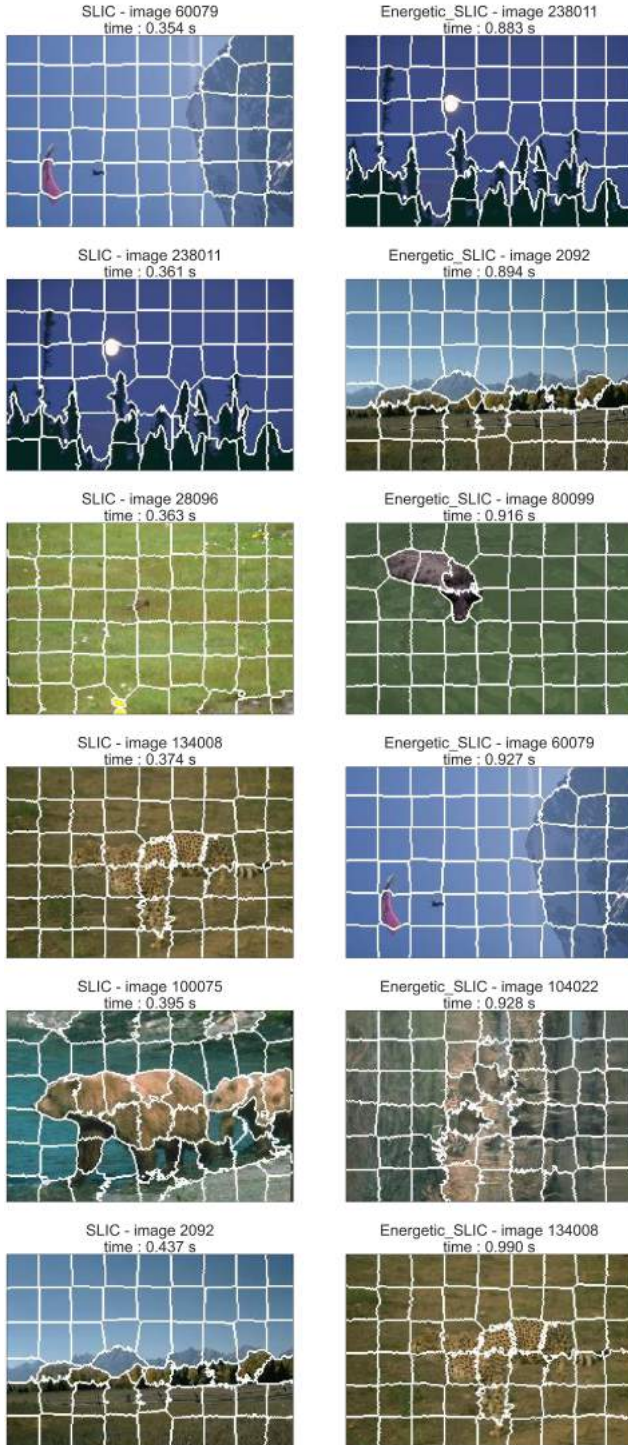 SLIC - image 60079
time : 0.354 s
Energetic_SLIC - image 238011
time : 0.883 s
SLIC - image 238011
time : 0.361 s
Energetic_SLIC - image 2092
time : 0.894 s
SLIC - image 28096
time : 0.363 s
Energetic_SLIC - image 80099
time : 0.916 s
SLIC - image 134008
time : 0.374 s
Energetic_SLIC - image 60079
time : 0.927 s
SLIC - image 100075
time : 0.395 s
Energetic_SLIC - image 104022
time : 0.928 s
SLIC - image 2092
time : 0.437 s
Energetic_SLIC - image 134008
time : 0.990 s